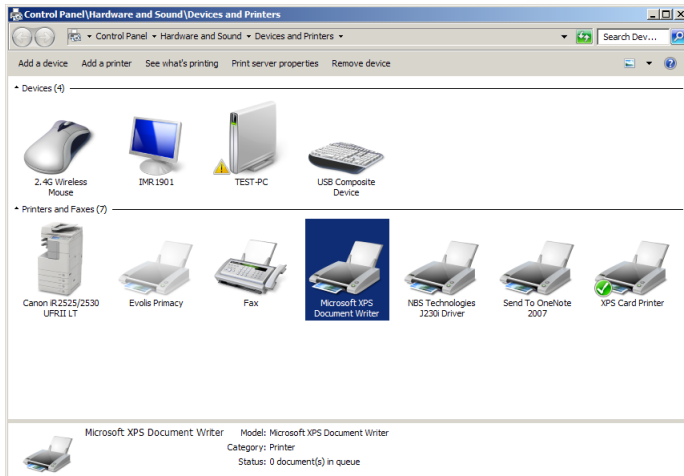 Control Panel\Hardware and Sound\Devices and Printers
Control Panel Hardware and Sound Devices and Printers
Search Dev...
Add a device Add a printer See what's printing Print server properties Remove device
Devices (4)
2.4G Wireless Mouse
IMR1901
TEST-PC
USB Composite Device
Printers and Faxes (7)
Canon iR2525/2530 UFRII LT
Evolis Primacy
Fax
Microsoft XPS Document Writer
NBS Technologies J230i Driver
Send To OneNote 2007
XPS Card Printer
Microsoft XPS Document Writer Model: Microsoft XPS Document Writer
Category: Printer
Status: 0 document(s) in queue